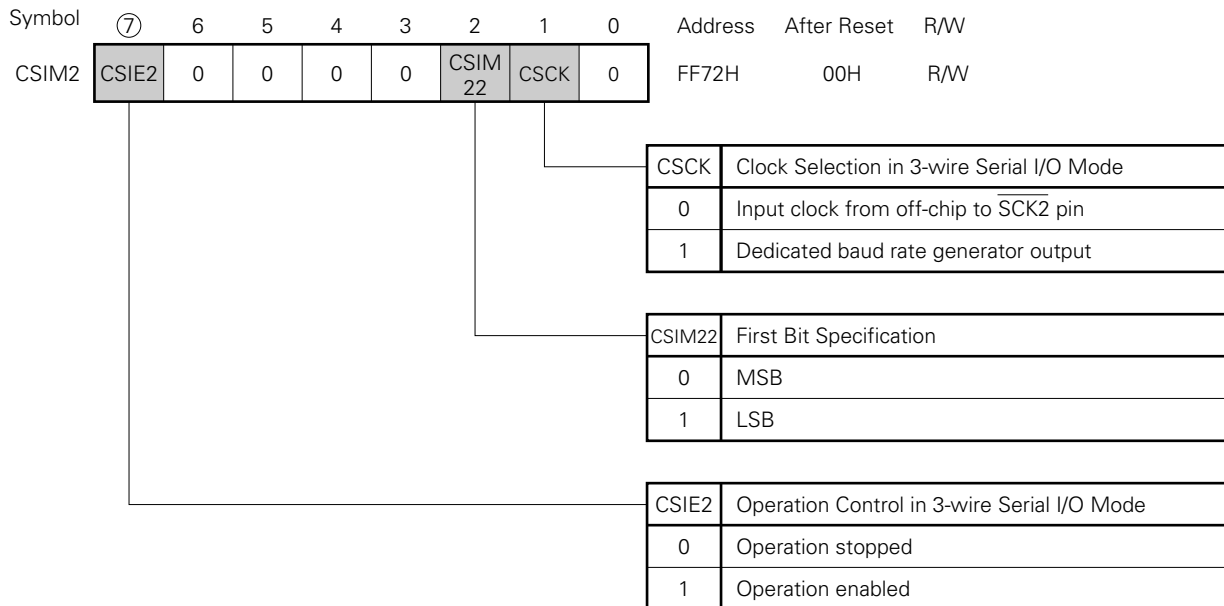 Symbol ⑦ 6 5 4 3 2 1 0 Address After Reset R/W
CSIM2 CSIE2 0 0 0 0 CSIM 22 CSCK 0 FF72H 00H R/W
CSCK Clock Selection in 3-wire Serial I/O Mode
0 Input clock from off-chip to S̅C̅K̅2̅ pin
1 Dedicated baud rate generator output
CSIM22 First Bit Specification
0 MSB
1 LSB
CSIE2 Operation Control in 3-wire Serial I/O Mode
0 Operation stopped
1 Operation enabled